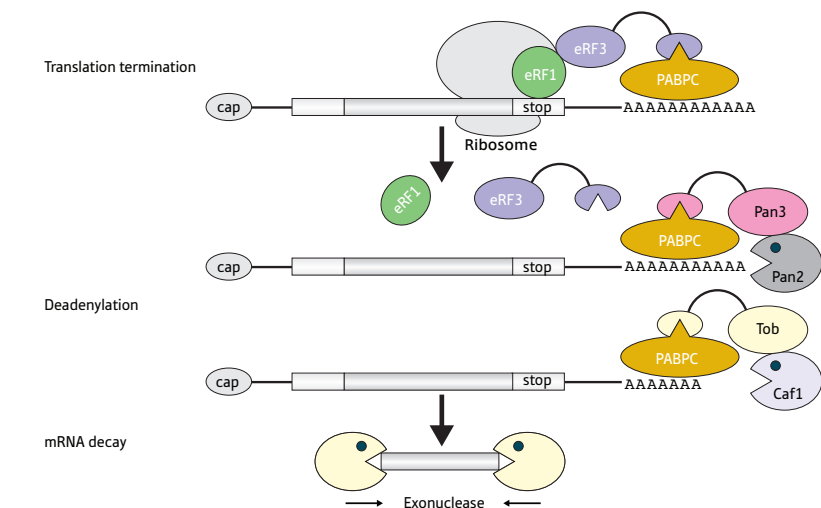 Translation termination
eRF3
eRF1
PABPC
cap
stop
AAAAAAAAAAAA
Ribosome
eRF1
eRF3
Pan3
PABPC
cap
stop
AAAAAAAAAAA
Pan2
Deadenylation
Tob
PABPC
cap
stop
AAAAAAA
Caf1
mRNA decay
Exonuclease